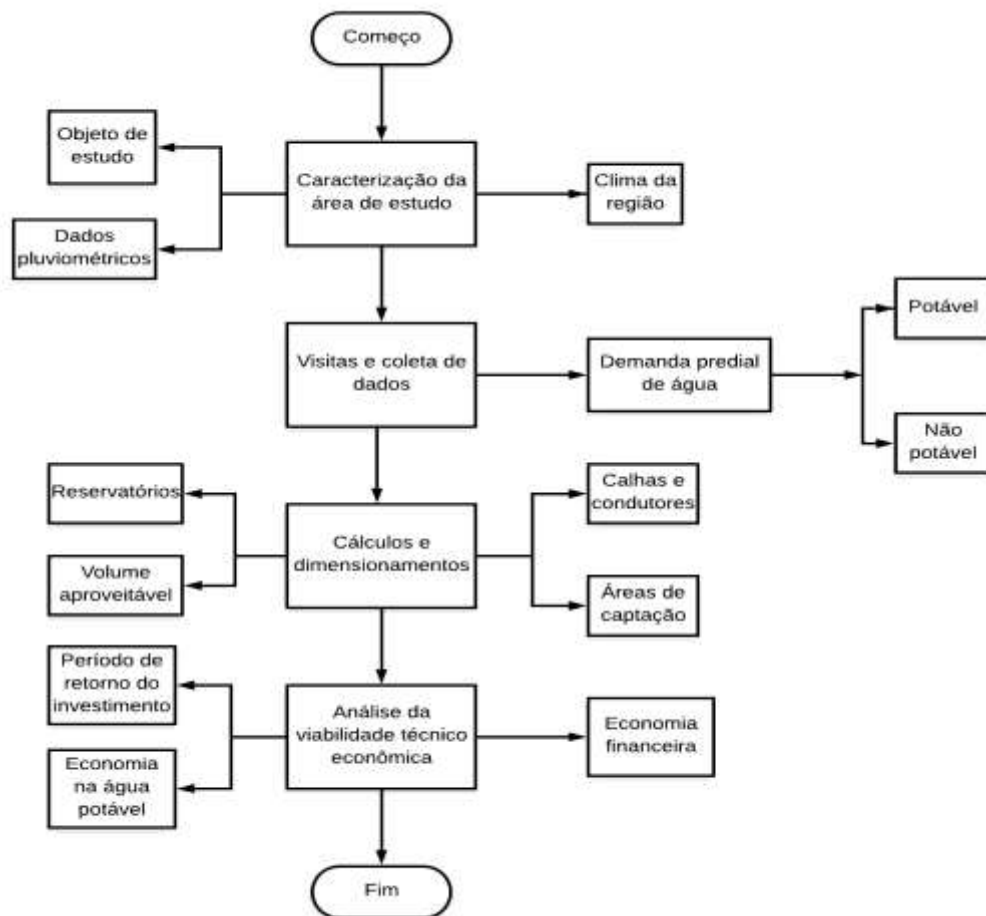 Começo
Objeto de
estudo
Caracterização da
área de estudo
Clima da
região
Dados
pluviométricos
Potável
Visitas e coleta de
dados
Demanda predial
de água
Não
potável
Reservatórios
Calhas e
condutores
Cálculos e
dimensionamentos
Volume
aproveitável
Áreas de
captação
Período de
retorno do
investimento
Análise da
viabilidade técnico
econômica
Economia
financeira
Economia
na água
potável
Fim